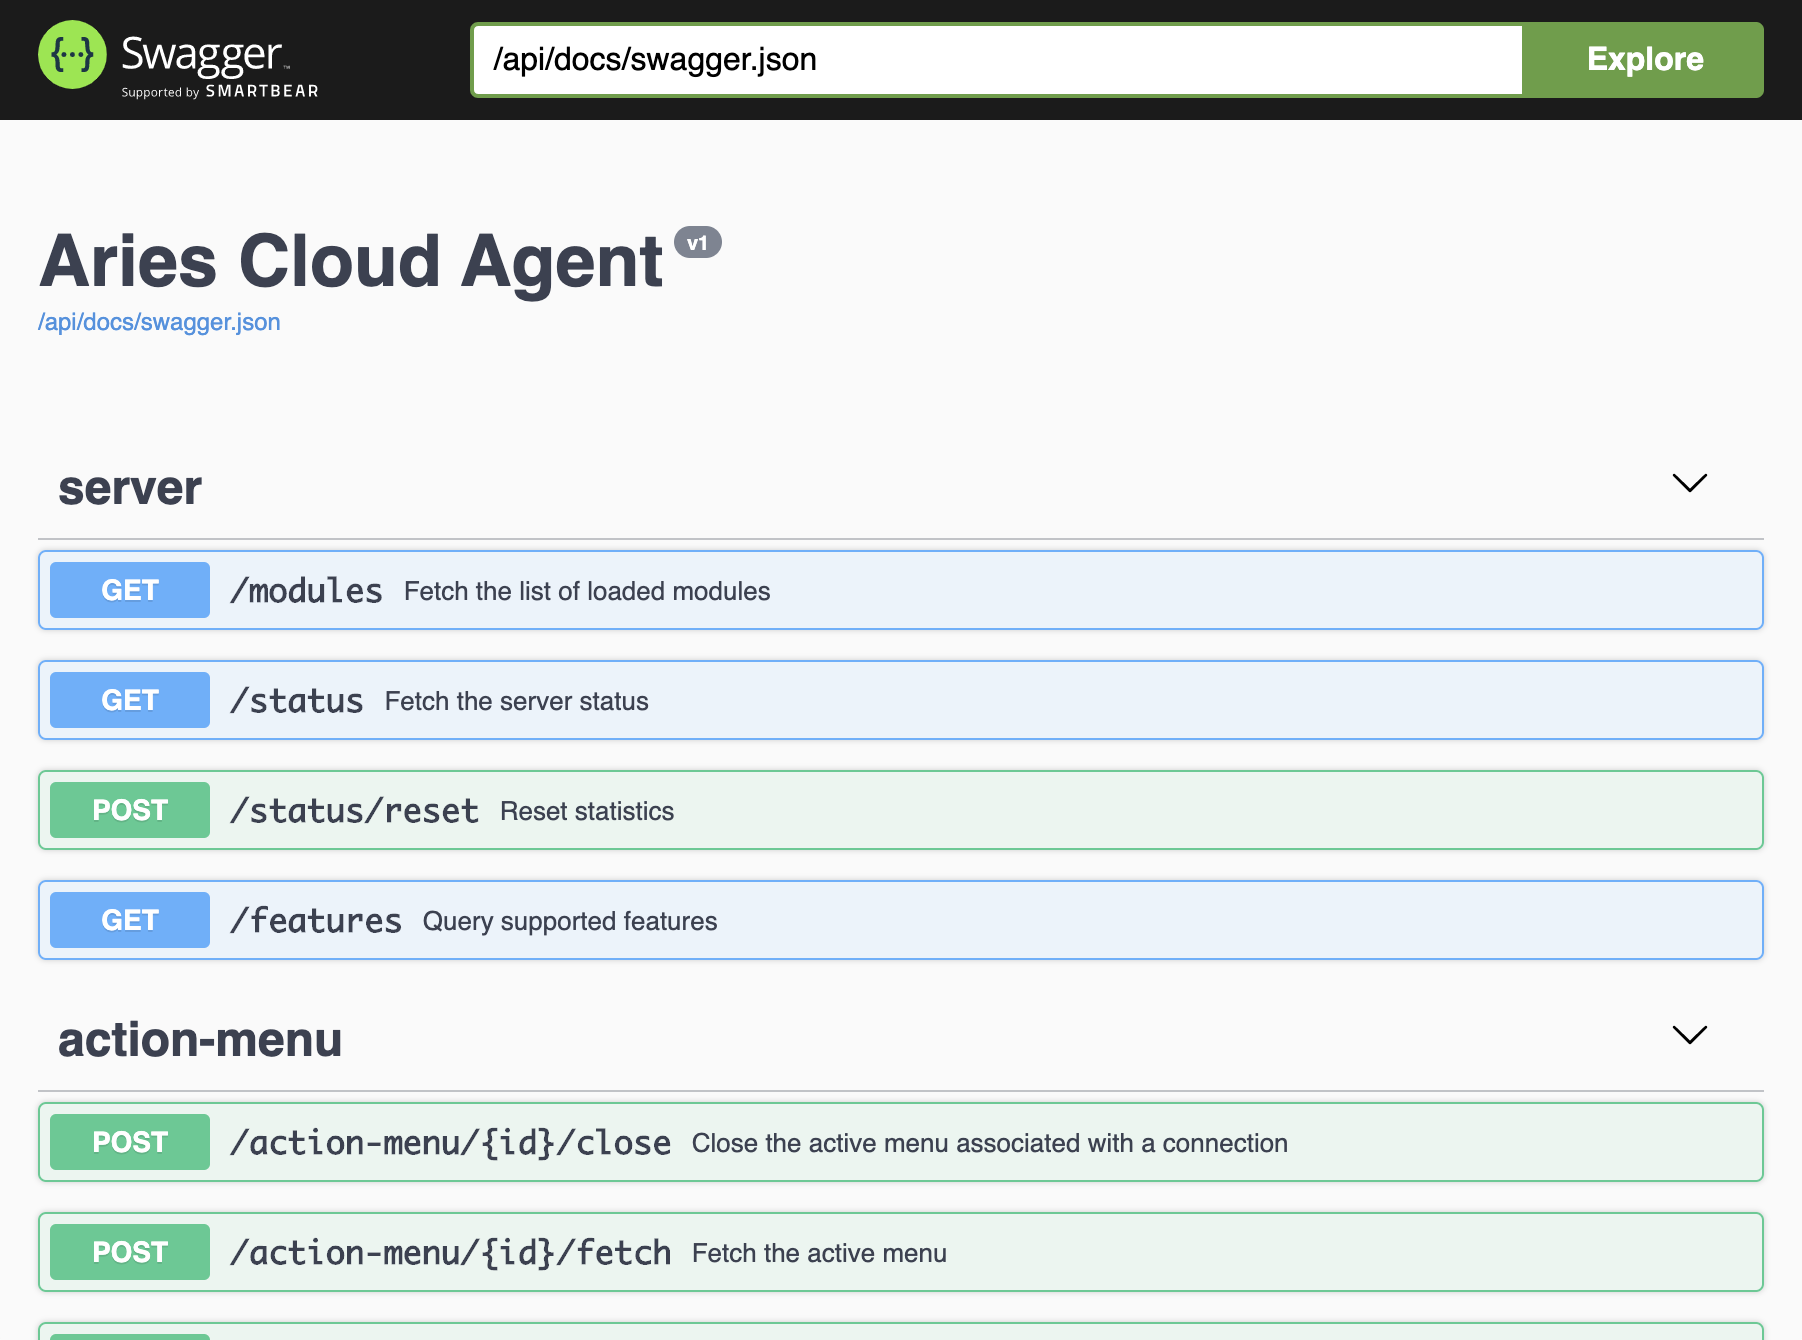 {···} Swagger™
Supported by SMARTBEAR
/api/docs/swagger.json
Explore
Aries Cloud Agent v1
/api/docs/swagger.json
server
GET /modules Fetch the list of loaded modules
GET /status Fetch the server status
POST /status/reset Reset statistics
GET /features Query supported features
action-menu
POST /action-menu/{id}/close Close the active menu associated with a connection
POST /action-menu/{id}/fetch Fetch the active menu